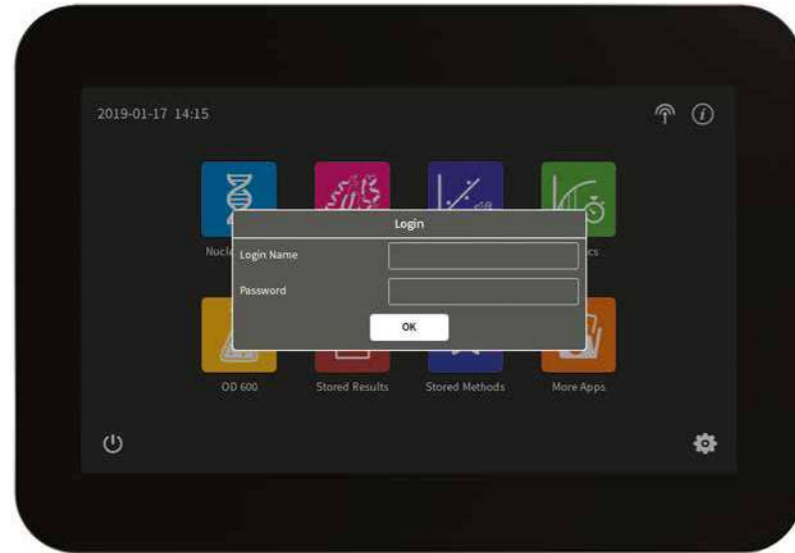 2019-01-17 14:15
Login
Login Name
Password
OK
OD 600
Stored Results
Stored Methods
More Apps